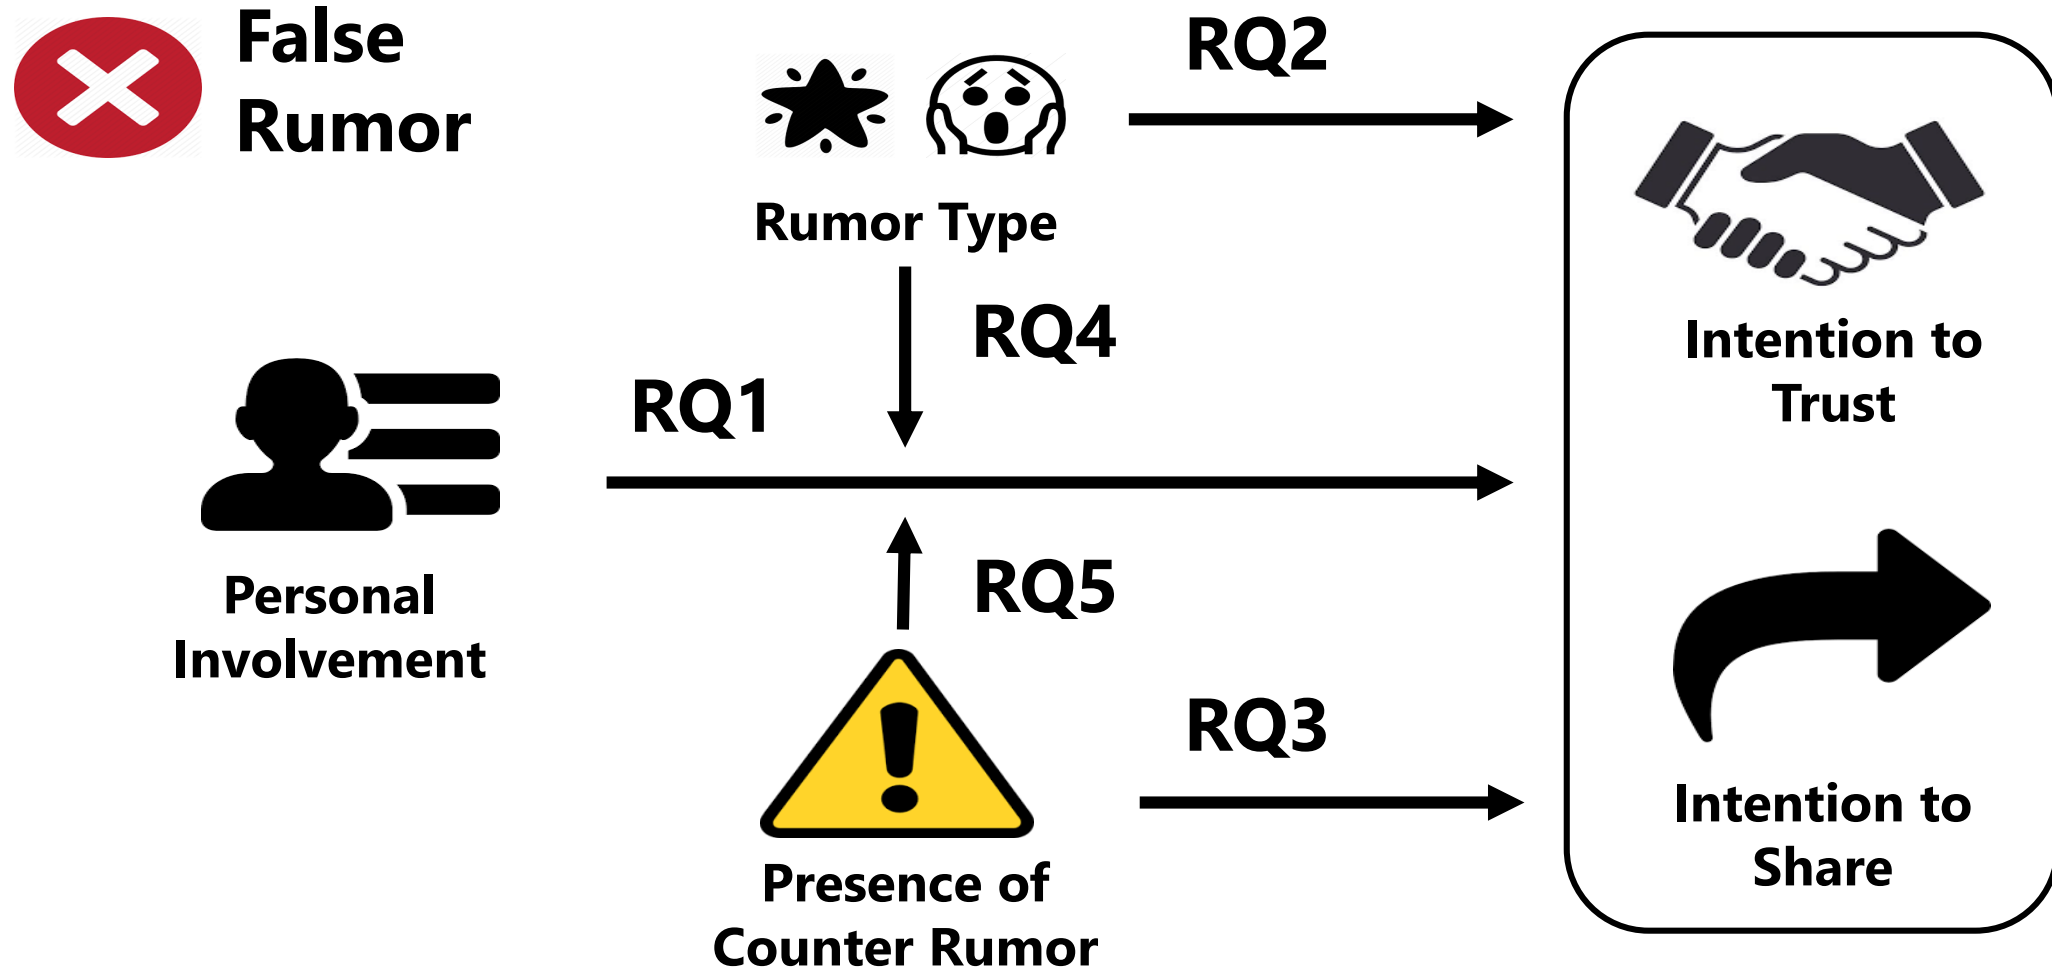 False
Rumor
RQ2
Rumor Type
RQ4
RQ1
Personal
Involvement
RQ5
RQ3
Presence of
Counter Rumor
Intention to
Trust
Intention to
Share